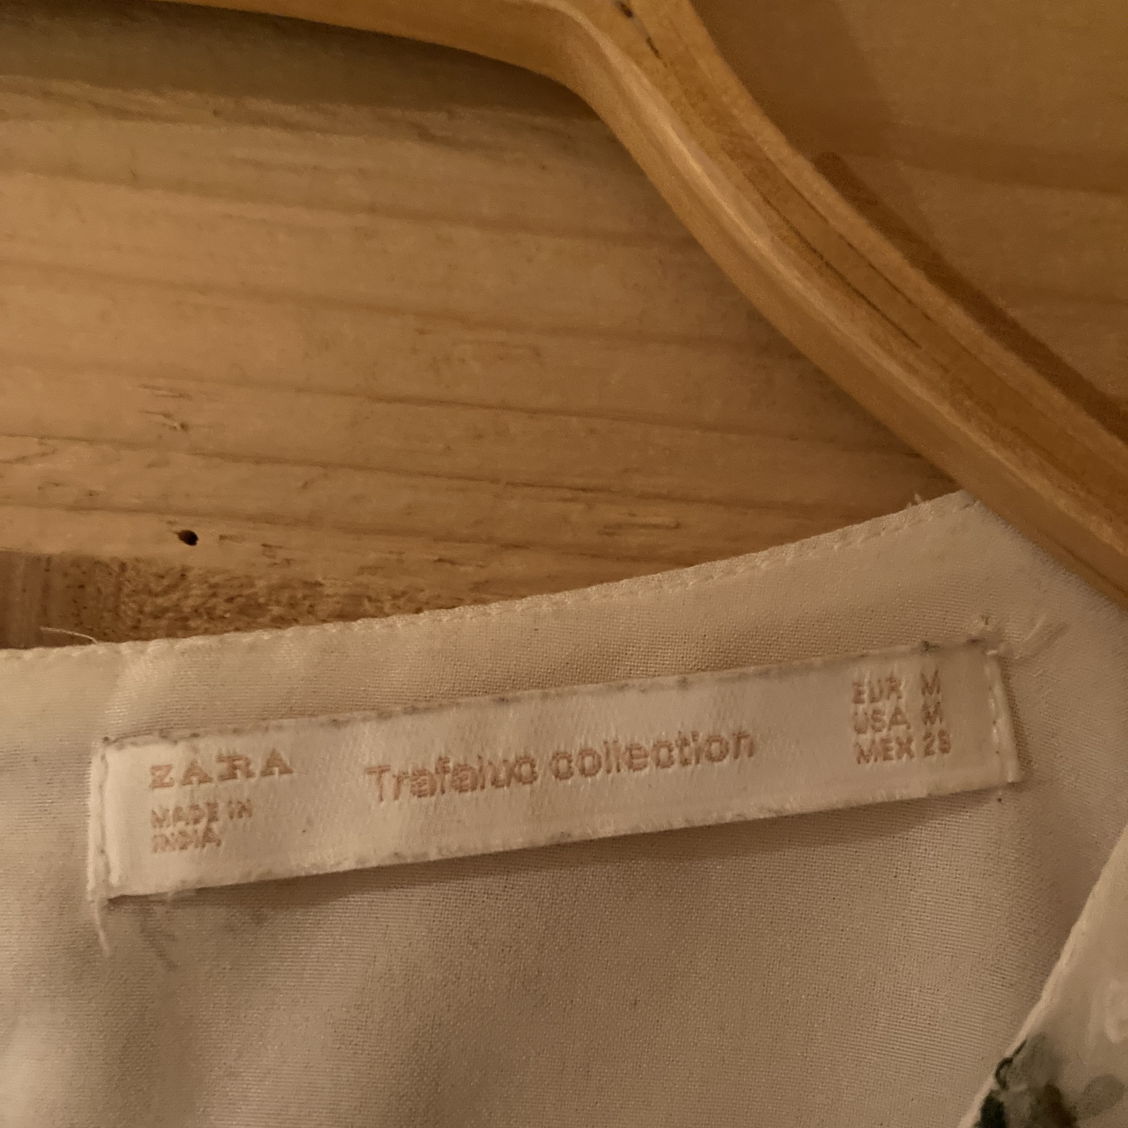 ZARA
MADE IN
INDIA
Trafaluc collection
EUR M
USA M
MEX 28